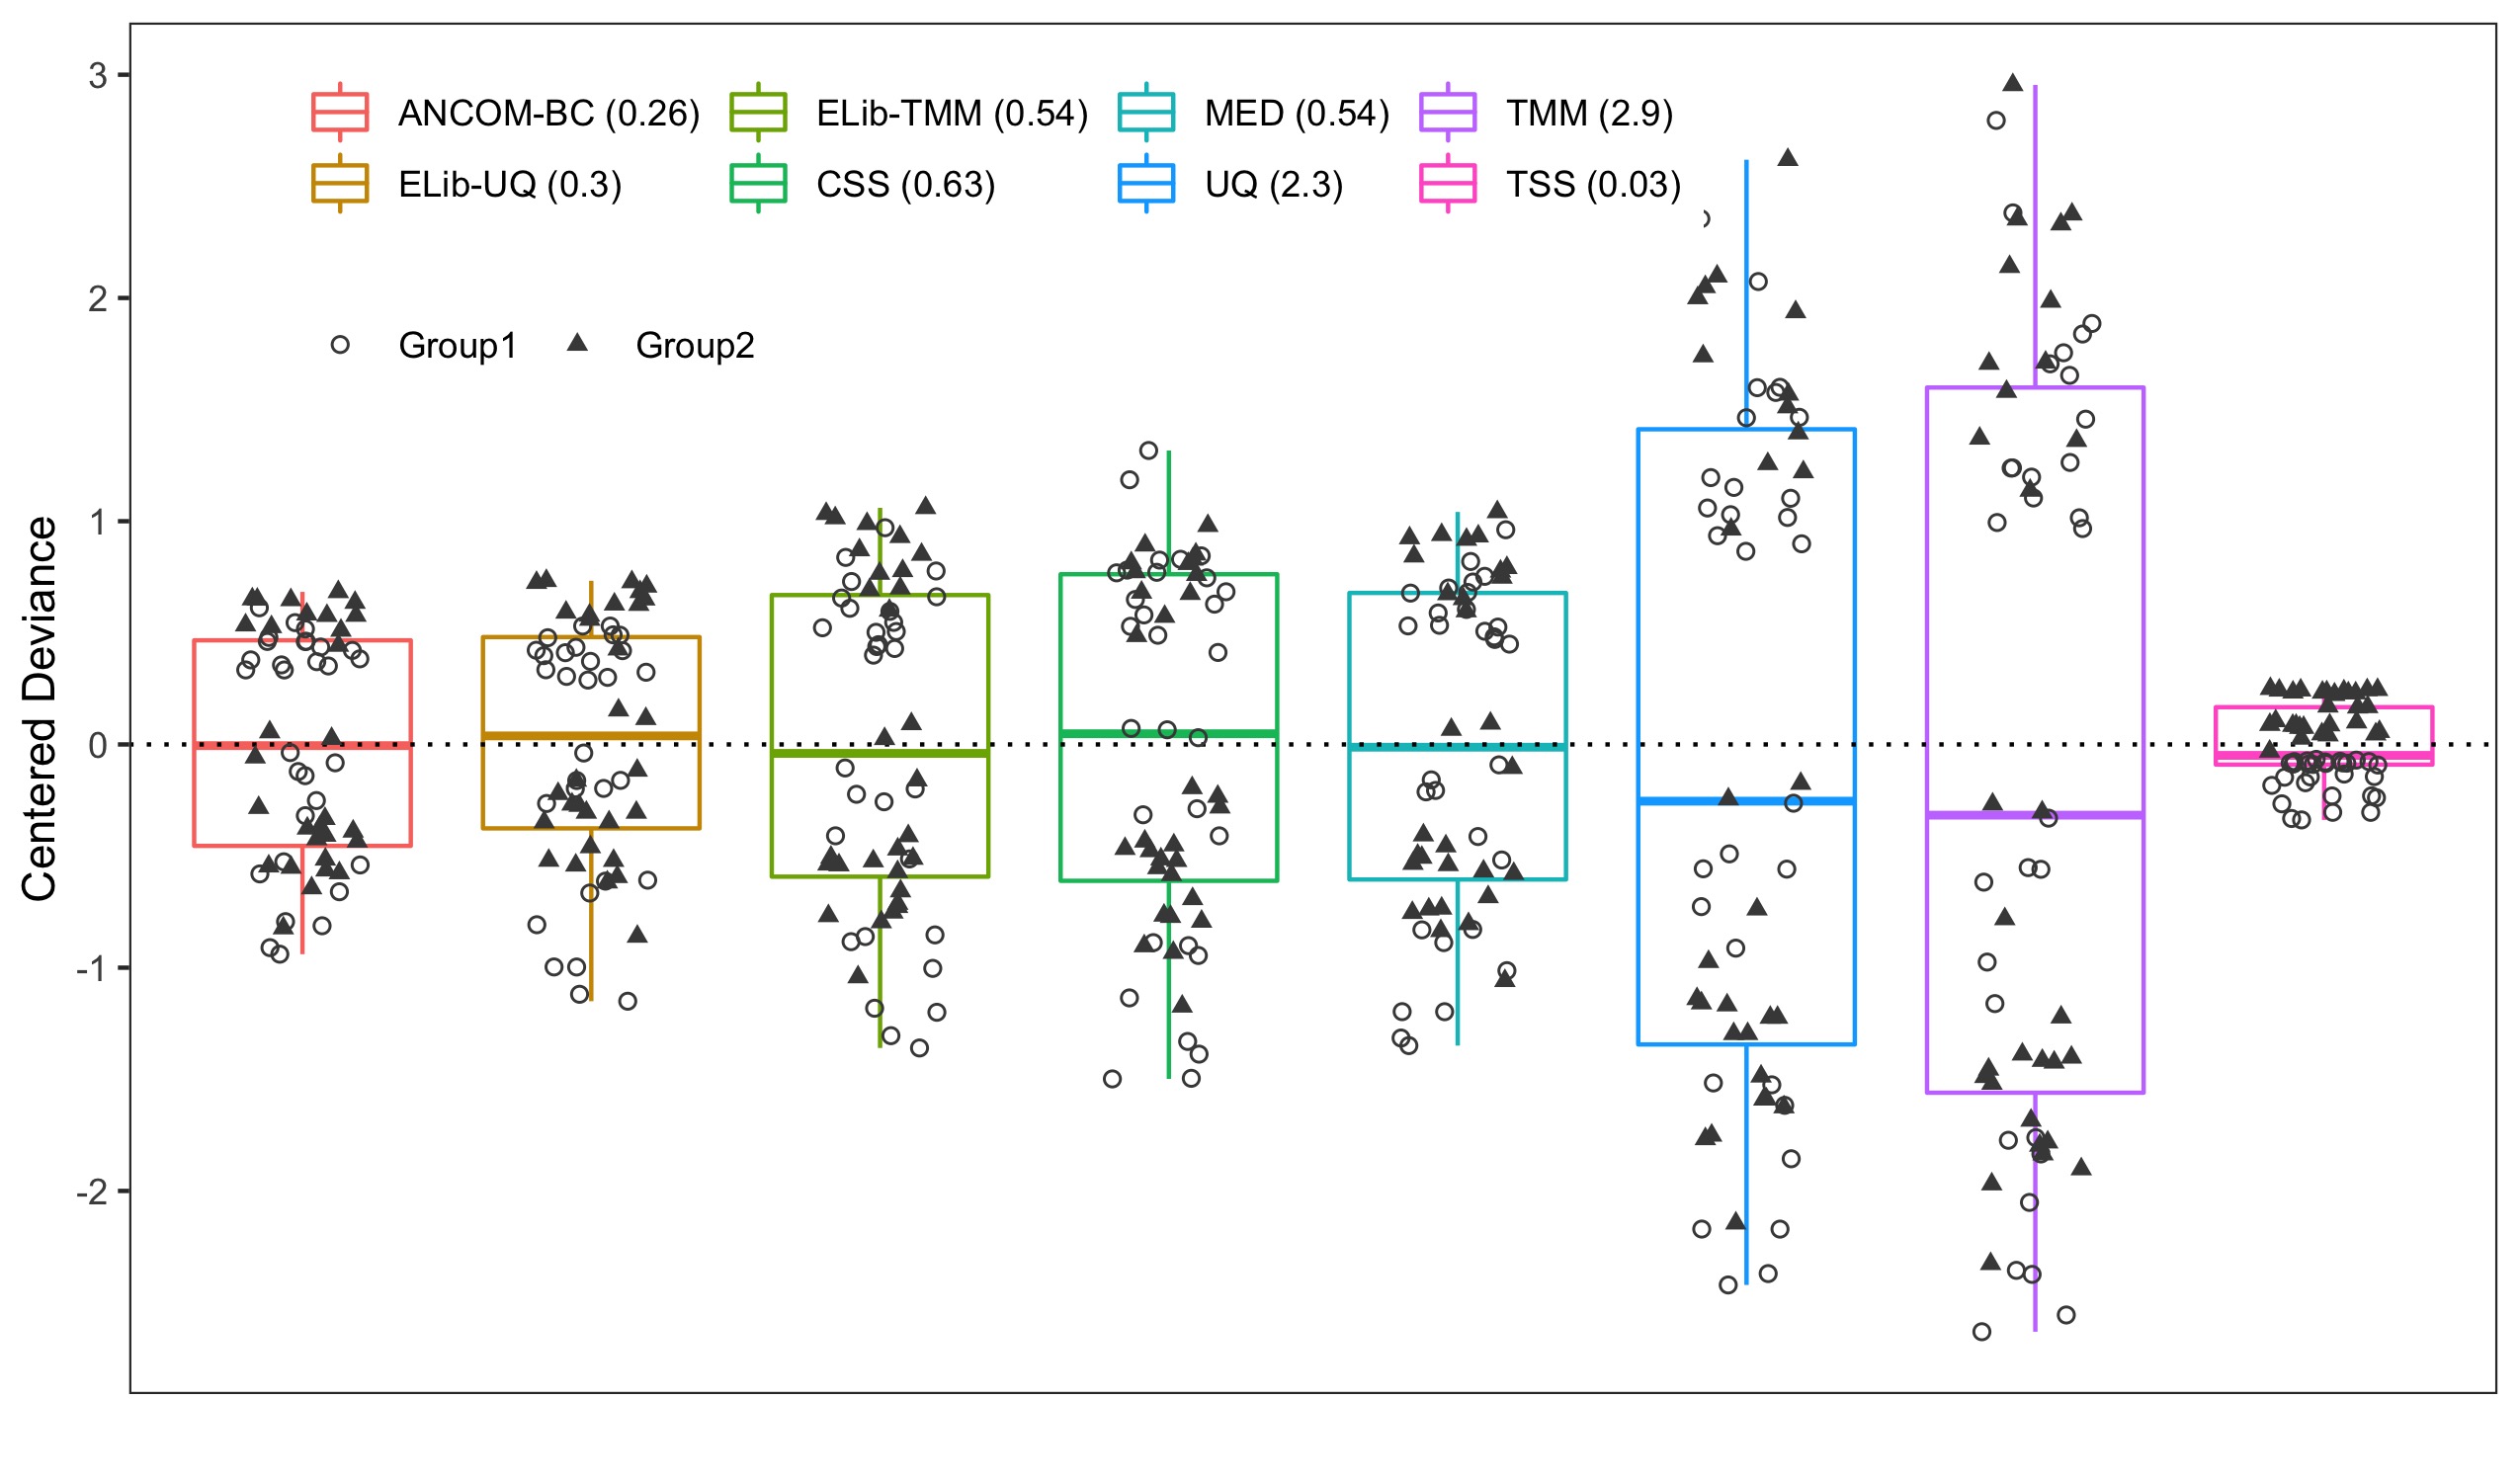 3
ANCOM-BC (0.26) ELib-TMM (0.54) MED (0.54) TMM (2.9)
ELib-UQ (0.3) CSS (0.63) UQ (2.3) TSS (0.03)
2
Group1 Group2
1
Centered Deviance
0
-1
-2